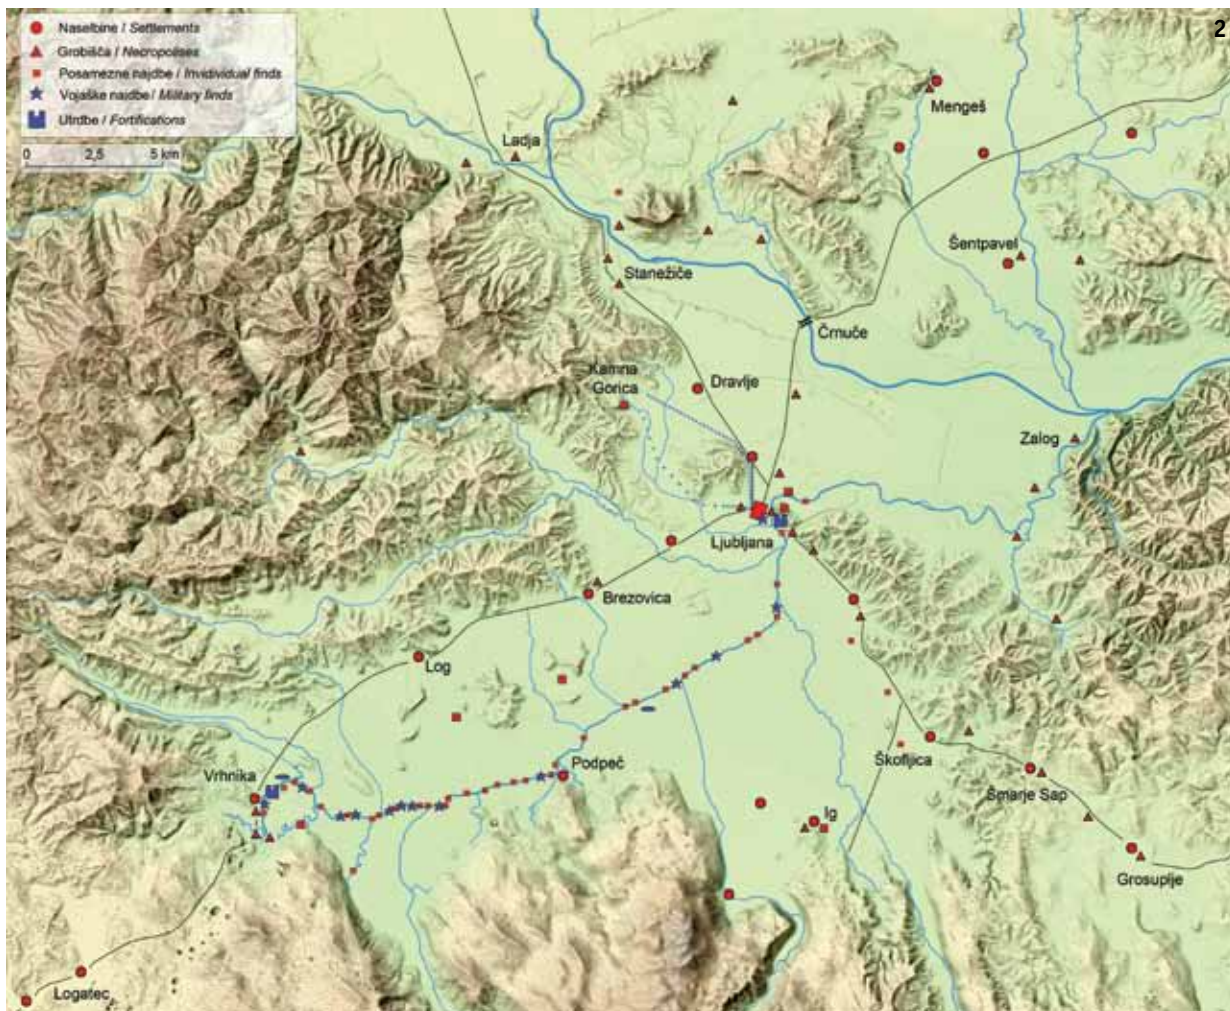 2
Naselbine / Settlements
Grobišča / Necropolises
Posamezne najdbe / Invidividual finds
Vojaške najdbe / Military finds
Utrdbe / Fortifications
0 2,5 5 km
Mengeš
Ladja
Šentpavel
Stanežiče
Črnuče
Kamna
Gorica
Dravlje
Zalog
Ljubljana
Brezovica
Log
Podpeč
Vrhnika
Škofljica
Šmarje Sap
Ig
Grosuplje
Logatec